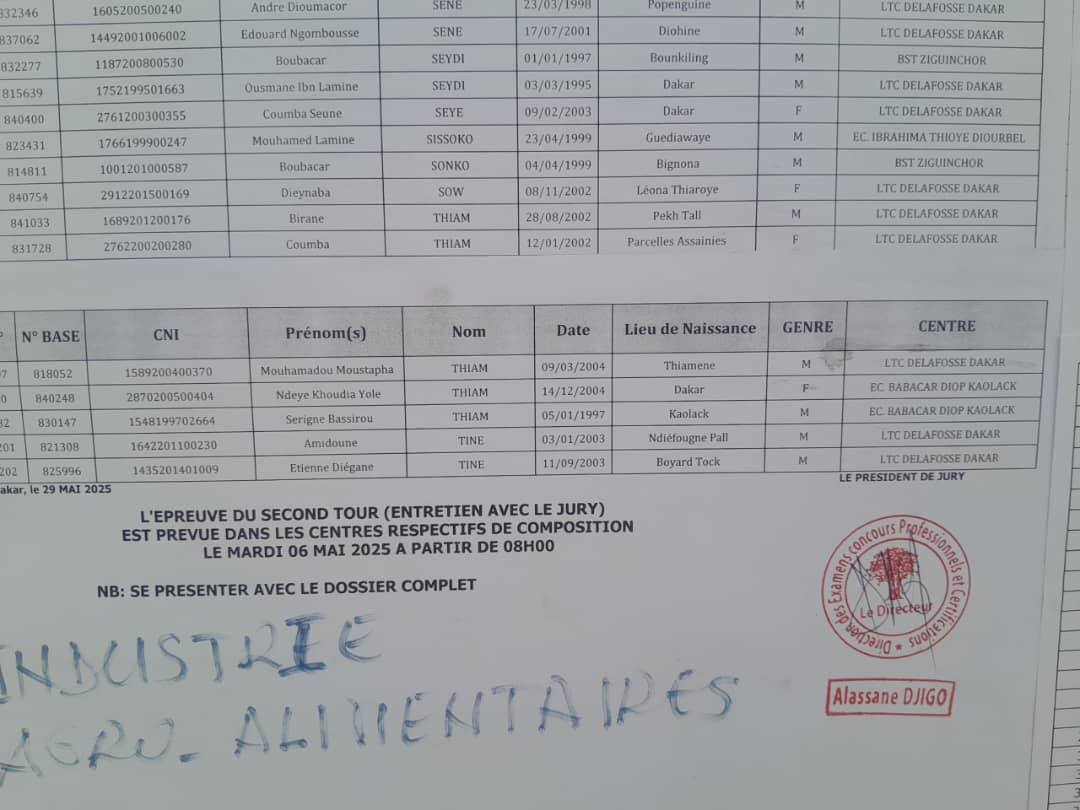 832346 1605200500240 Andre Dioumacor SENE 23/03/1998 Popenguine M LTC DELAFOSSE DAKAR
837062 14492001006002 Edouard Ngombousse SENE 17/07/2001 Diohine M LTC DELAFOSSE DAKAR
832277 1187200800530 Boubacar SEYDI 01/01/1997 Bounkiling M BST ZIGUINCHOR
815639 1752199501663 Ousmane Ibn Lamine SEYDI 03/03/1995 Dakar M LTC DELAFOSSE DAKAR
840400 2761200300355 Coumba Seune SEYE 09/02/2003 Dakar F LTC DELAFOSSE DAKAR
823431 1766199900247 Mouhamed Lamine SISSOKO 23/04/1999 Guediawaye M EC. IBRAHIMA THIOYE DIOURBEL
814811 1001201000587 Boubacar SONKO 04/04/1999 Bignona M BST ZIGUINCHOR
840754 2912201500169 Dieynaba SOW 08/11/2002 Léona Thiaroye F LTC DELAFOSSE DAKAR
841033 1689201200176 Birane THIAM 28/08/2002 Pekh Tall M LTC DELAFOSSE DAKAR
831728 2762200200280 Coumba THIAM 12/01/2002 Parcelles Assainies F LTC DELAFOSSE DAKAR
N° BASE CNI Prénom(s) Nom Date Lieu de Naissance GENRE CENTRE
818052 1589200400370 Mouhamadou Moustapha THIAM 09/03/2004 Thiamene M LTC DELAFOSSE DAKAR
840248 2870200500404 Ndeye Khoudia Yole THIAM 14/12/2004 Dakar F EC. BABACAR DIOP KAOLACK
830147 1548199702664 Serigne Bassirou THIAM 05/01/1997 Kaolack M EC. BABACAR DIOP KAOLACK
201 821308 1642201100230 Amidoune TINE 03/01/2003 Ndiéfougne Pall M LTC DELAFOSSE DAKAR
202 825996 1435201401009 Etienne Diégane TINE 11/09/2003 Boyard Tock M LTC DELAFOSSE DAKAR
akar, le 29 MAI 2025
LE PRESIDENT DE JURY
L'EPREUVE DU SECOND TOUR (ENTRETIEN AVEC LE JURY)
EST PREVUE DANS LES CENTRES RESPECTIFS DE COMPOSITION
LE MARDI 06 MAI 2025 A PARTIR DE 08H00
NB: SE PRESENTER AVEC LE DOSSIER COMPLET
Direction des Examens concours Professionnels et Certifications
Le Directeur
Alassane DJIGO
INDUSTRIE
AGRO-ALIMENTAIRES